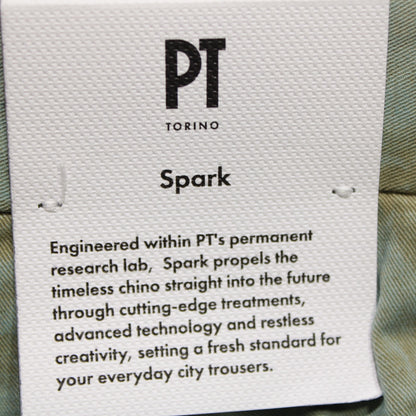 PT
TORINO
Spark
Engineered within PT's permanent
research lab, Spark propels the
timeless chino straight into the future
through cutting-edge treatments,
advanced technology and restless
creativity, setting a fresh standard for
your everyday city trousers.